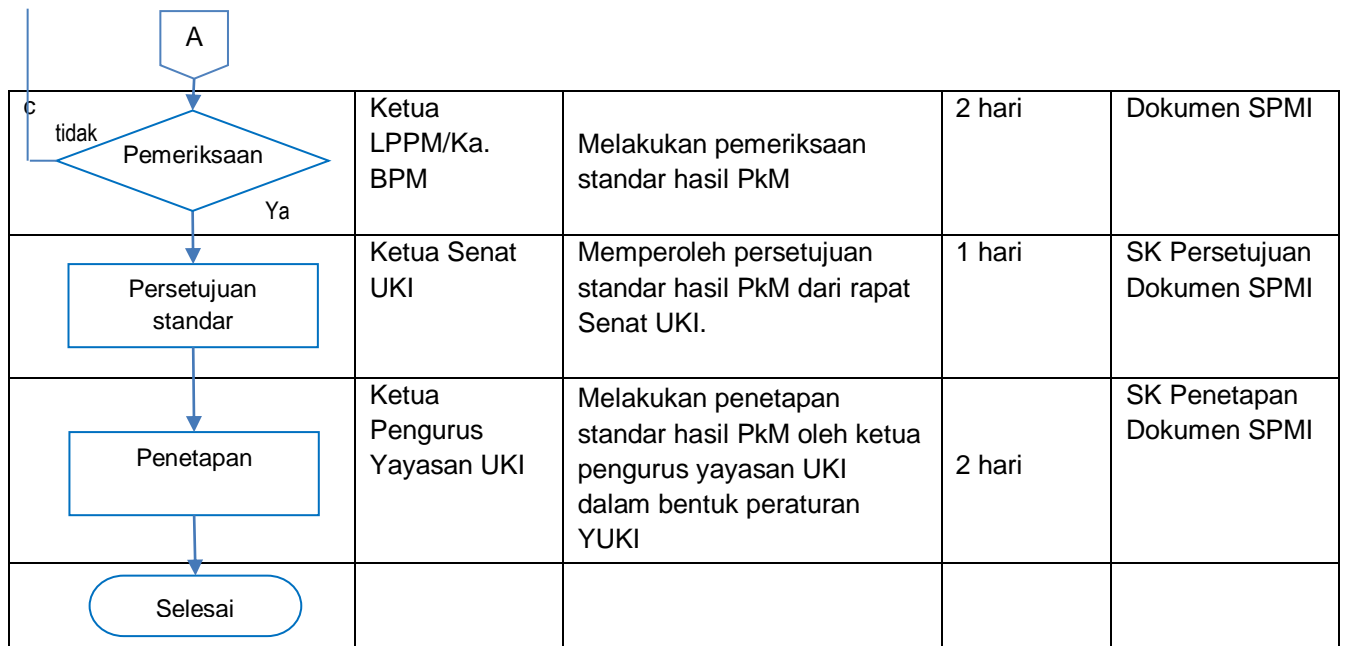 A
c
tidak
Pemeriksaan
Ya
Ketua
LPPM/Ka.
BPM
Melakukan pemeriksaan
standar hasil PkM
2 hari
Dokumen SPMI
Persetujuan
standar
Ketua Senat
UKI
Memperoleh persetujuan
standar hasil PkM dari rapat
Senat UKI.
1 hari
SK Persetujuan
Dokumen SPMI
Penetapan
Ketua
Pengurus
Yayasan UKI
Melakukan penetapan
standar hasil PkM oleh ketua
pengurus yayasan UKI
dalam bentuk peraturan
YUKI
2 hari
SK Penetapan
Dokumen SPMI
Selesai